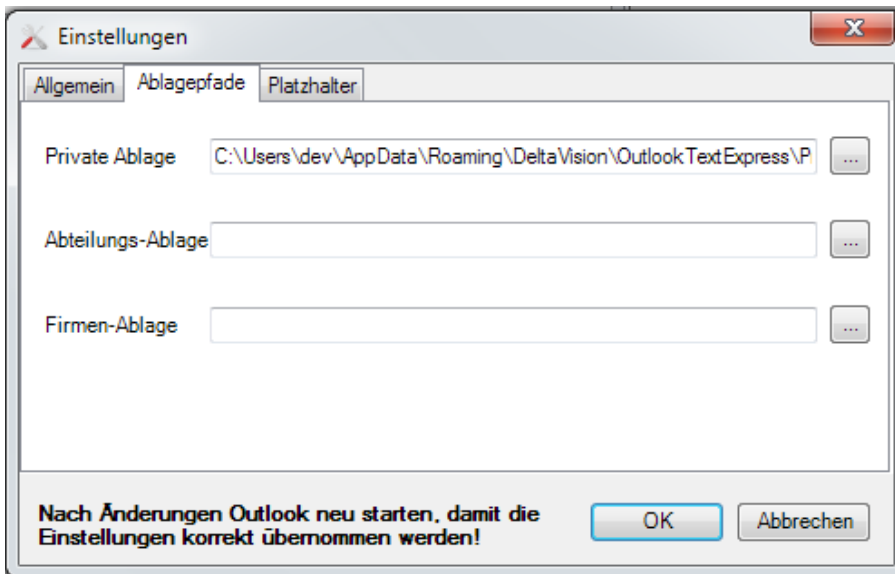 Einstellungen
Allgemein Ablagepfade Platzhalter
Private Ablage C:\Users\dev\AppData\Roaming\DeltaVision\OutlookTextExpress\P ...
Abteilungs-Ablage ...
Firmen-Ablage ...
Nach Änderungen Outlook neu starten, damit die
Einstellungen korrekt übernommen werden!
OK Abbrechen